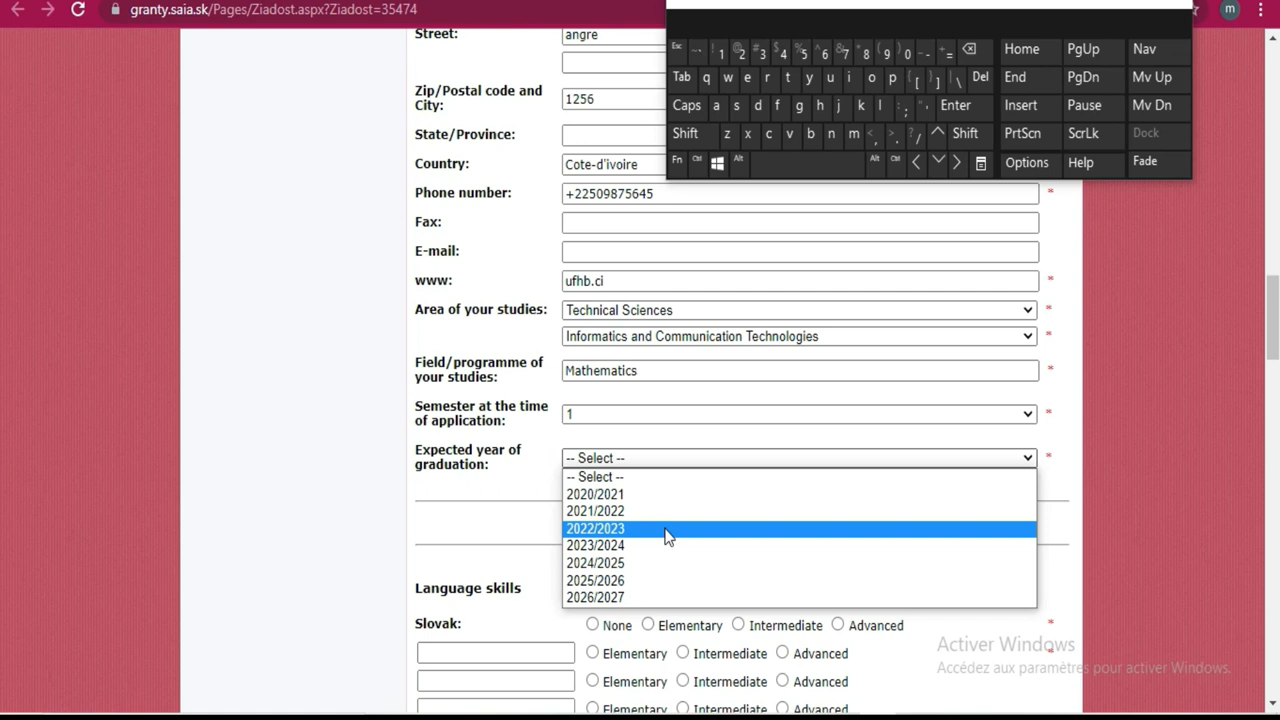 granty.saia.sk/Pages/Ziadost.aspx?Ziadost=35474
m
Esc ~ ` ! 1 @ 2 # 3 $ 4 % 5 ^ 6 & 7 * 8 ( 9 ) 0 _ - + = Home PgUp Nav
Tab q w e r t y u i o p { [ } ] | \ Del End PgDn Mv Up
Caps a s d f g h j k l : ; " ' Enter Insert Pause Mv Dn
Shift z x c v b n m < , > . ? / Shift PrtScn ScrLk Dock
Fn Ctrl Alt Alt Ctrl Options Help Fade
Street: angre
Zip/Postal code and
City:
1256
State/Province:
Country: Cote-d'ivoire
Phone number: +22509875645 *
Fax:
E-mail:
www: ufhb.ci *
Area of your studies: Technical Sciences *
Informatics and Communication Technologies *
Field/programme of
your studies:
Mathematics *
Semester at the time
of application:
1 *
Expected year of
graduation:
-- Select -- *
-- Select --
2020/2021
2021/2022
2022/2023
2023/2024
2024/2025
2025/2026
2026/2027
Language skills
Slovak: None Elementary Intermediate Advanced *
Elementary Intermediate Advanced *
Elementary Intermediate Advanced
Elementary Intermediate Advanced
Activer Windows
Accédez aux paramètres pour activer Windows.